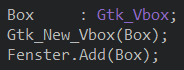 Box     : Gtk_Vbox;
Gtk_New_Vbox(Box);
Fenster.Add(Box);